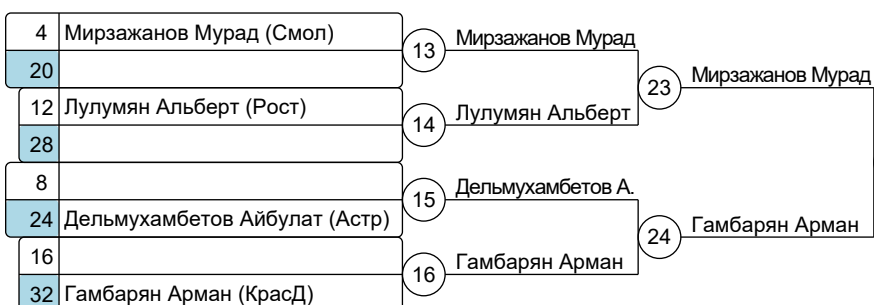 4 Мирзажанов Мурад (Смол)
20
12 Лулумян Альберт (Рост)
28
8
24 Дельмухамбетов Айбулат (Астр)
16
32 Гамбарян Арман (КрасД)
13 Мирзажанов Мурад
14 Лулумян Альберт
15 Дельмухамбетов А.
16 Гамбарян Арман
23 Мирзажанов Мурад
24 Гамбарян Арман